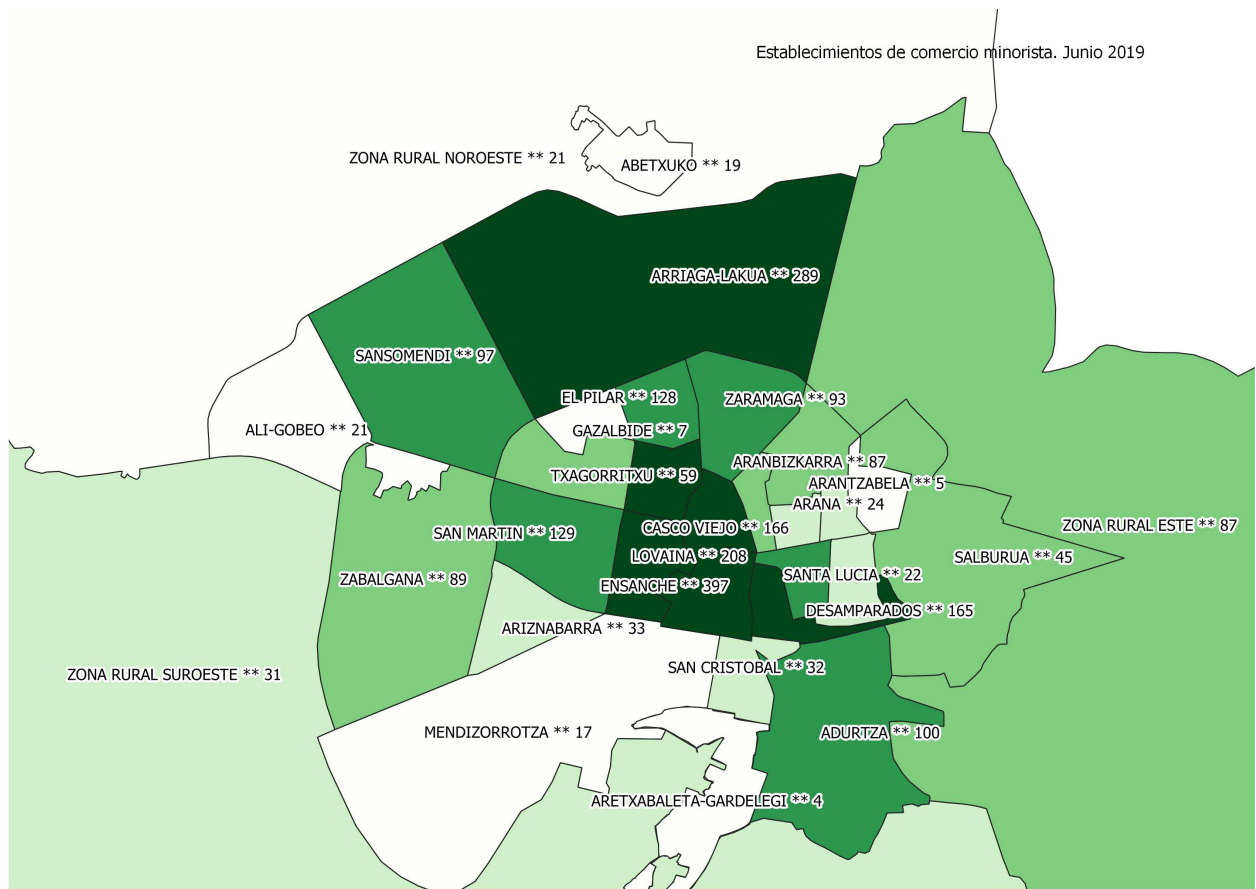 Establecimientos de comercio minorista. Junio 2019
ZONA RURAL NOROESTE ** 21
ABETXUKO ** 19
ARRIAGA-LAKUA ** 289
SANSOMENDI ** 97
EL PILAR ** 128
ZARAMAGA ** 93
ALI-GOBEO ** 21
GAZALBIDE ** 7
ARANBIZKARRA ** 87
TXAGORRITXU ** 59
ARANTZABELA ** 5
ARANA ** 24
ZONA RURAL ESTE ** 87
CASCO VIEJO ** 166
SAN MARTIN ** 129
LOVAINA ** 208
SALBURUA ** 45
ZABALGANA ** 89
SANTA LUCIA ** 22
ENSANCHE ** 397
DESAMPARADOS ** 165
ARIZNABARRA ** 33
SAN CRISTOBAL ** 32
ZONA RURAL SUROESTE ** 31
MENDIZORROTZA ** 17
ADURTZA ** 100
ARETXABALETA-GARDELEGI ** 4